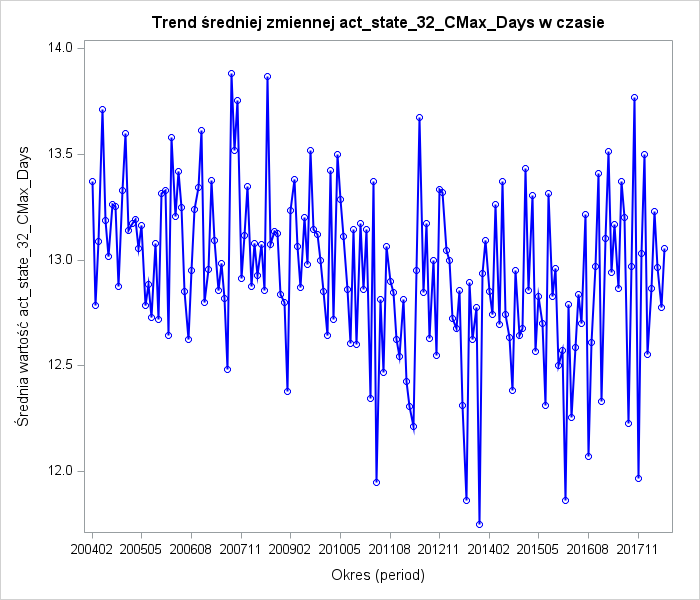 Trend średniej zmiennej act_state_32_CMax_Days w czasie
14.0
13.5
13.0
12.5
12.0
Średnia wartość act_state_32_CMax_Days
200402 200505 200608 200711 200902 201005 201108 201211 201402 201505 201608 201711
Okres (period)